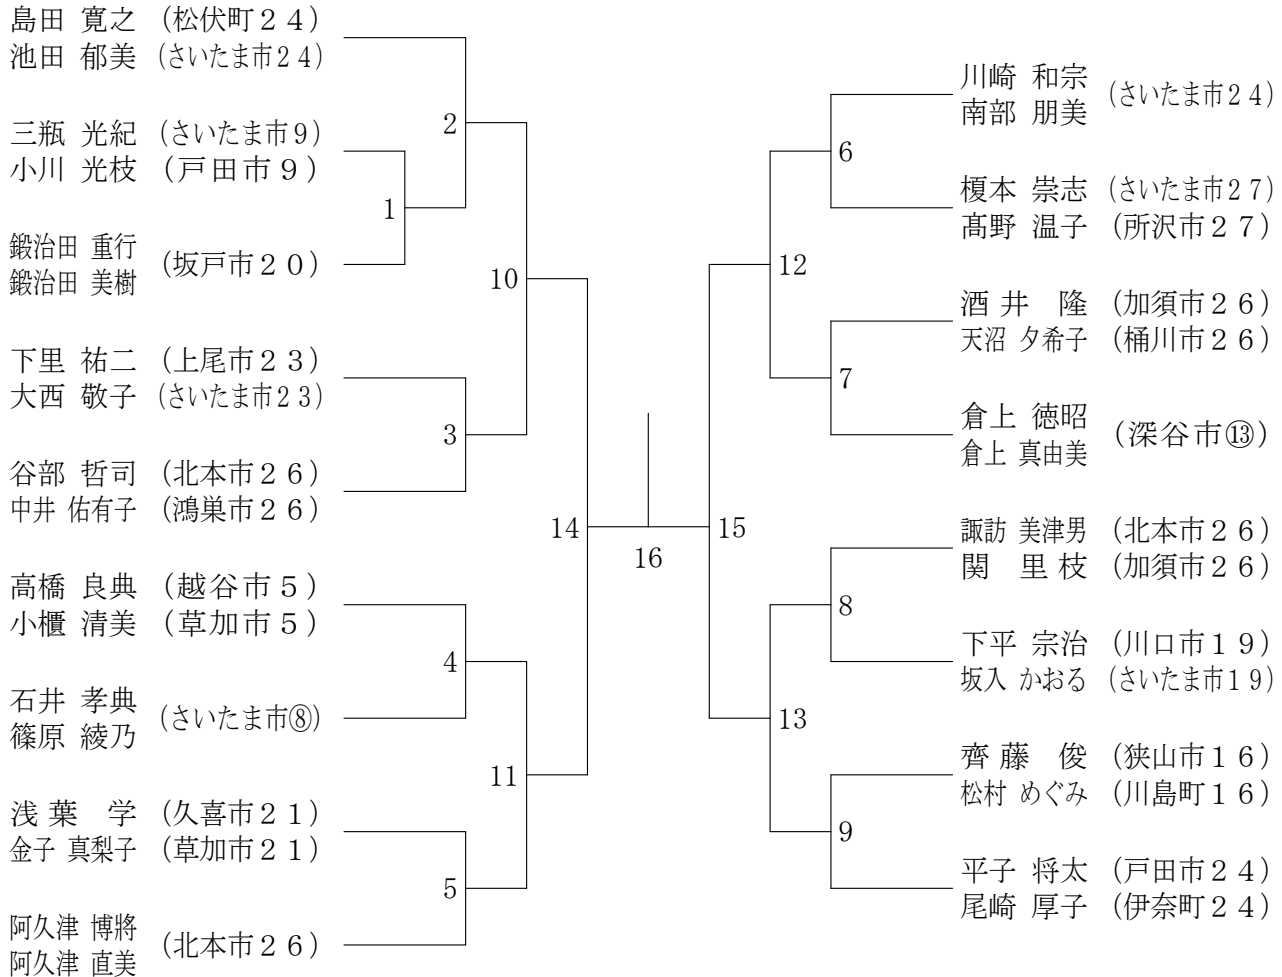 島田 寛之 (松伏町24)
池田 郁美 (さいたま市24)
三瓶 光紀 (さいたま市9)
小川 光枝 (戸田市9)
鍛治田 重行
鍛治田 美樹
(坂戸市20)
下里 祐二 (上尾市23)
大西 敬子 (さいたま市23)
谷部 哲司 (北本市26)
中井 佑有子 (鴻巣市26)
高橋 良典 (越谷市5)
小櫃 清美 (草加市5)
石井 孝典
篠原 綾乃
(さいたま市⑧)
浅葉 学 (久喜市21)
金子 真梨子 (草加市21)
阿久津 博將
阿久津 直美
(北本市26)
1
2
3
4
5
10
11
14
16
15
12
13
6
7
8
9
川崎 和宗
南部 朋美
(さいたま市24)
榎本 崇志 (さいたま市27)
髙野 温子 (所沢市27)
酒井 隆 (加須市26)
天沼 夕希子 (桶川市26)
倉上 徳昭
倉上 真由美
(深谷市⑬)
諏訪 美津男 (北本市26)
関 里枝 (加須市26)
下平 宗治 (川口市19)
坂入 かおる (さいたま市19)
齊藤 俊 (狭山市16)
松村 めぐみ (川島町16)
平子 将太 (戸田市24)
尾崎 厚子 (伊奈町24)